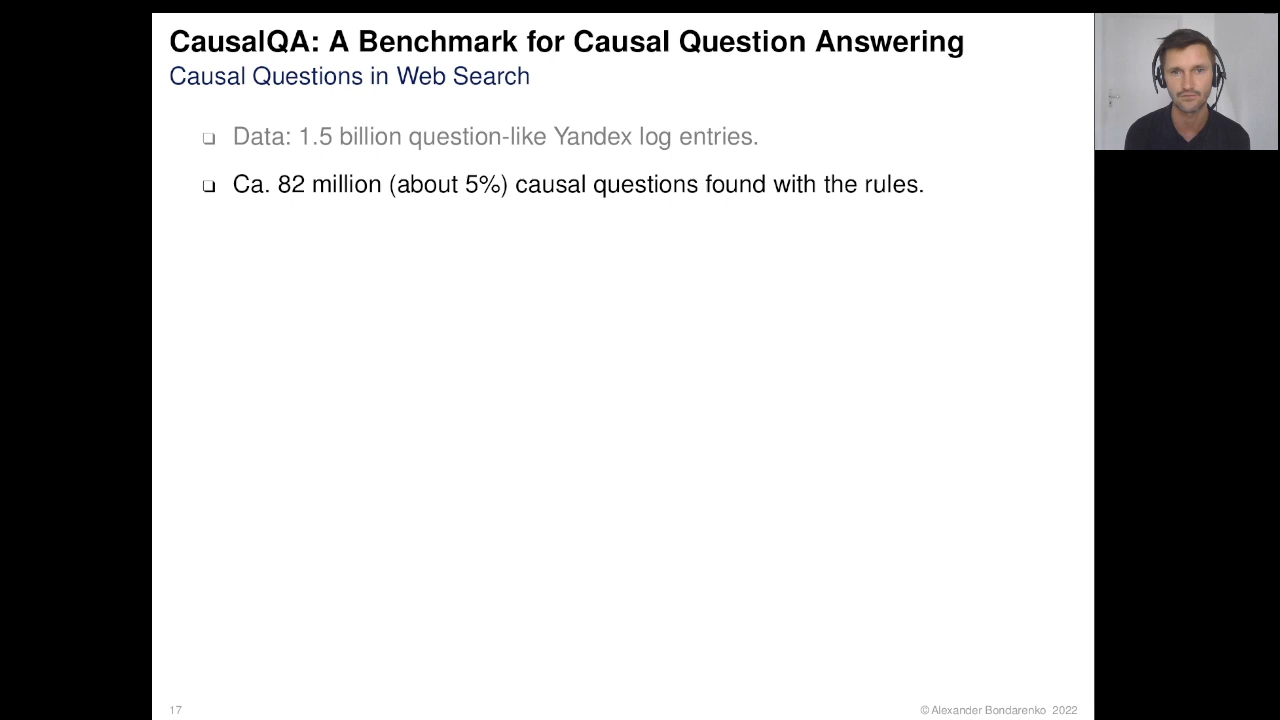 CausalQA: A Benchmark for Causal Question Answering
Causal Questions in Web Search
Data: 1.5 billion question-like Yandex log entries.
Ca. 82 million (about 5%) causal questions found with the rules.
17
© Alexander Bondarenko 2022